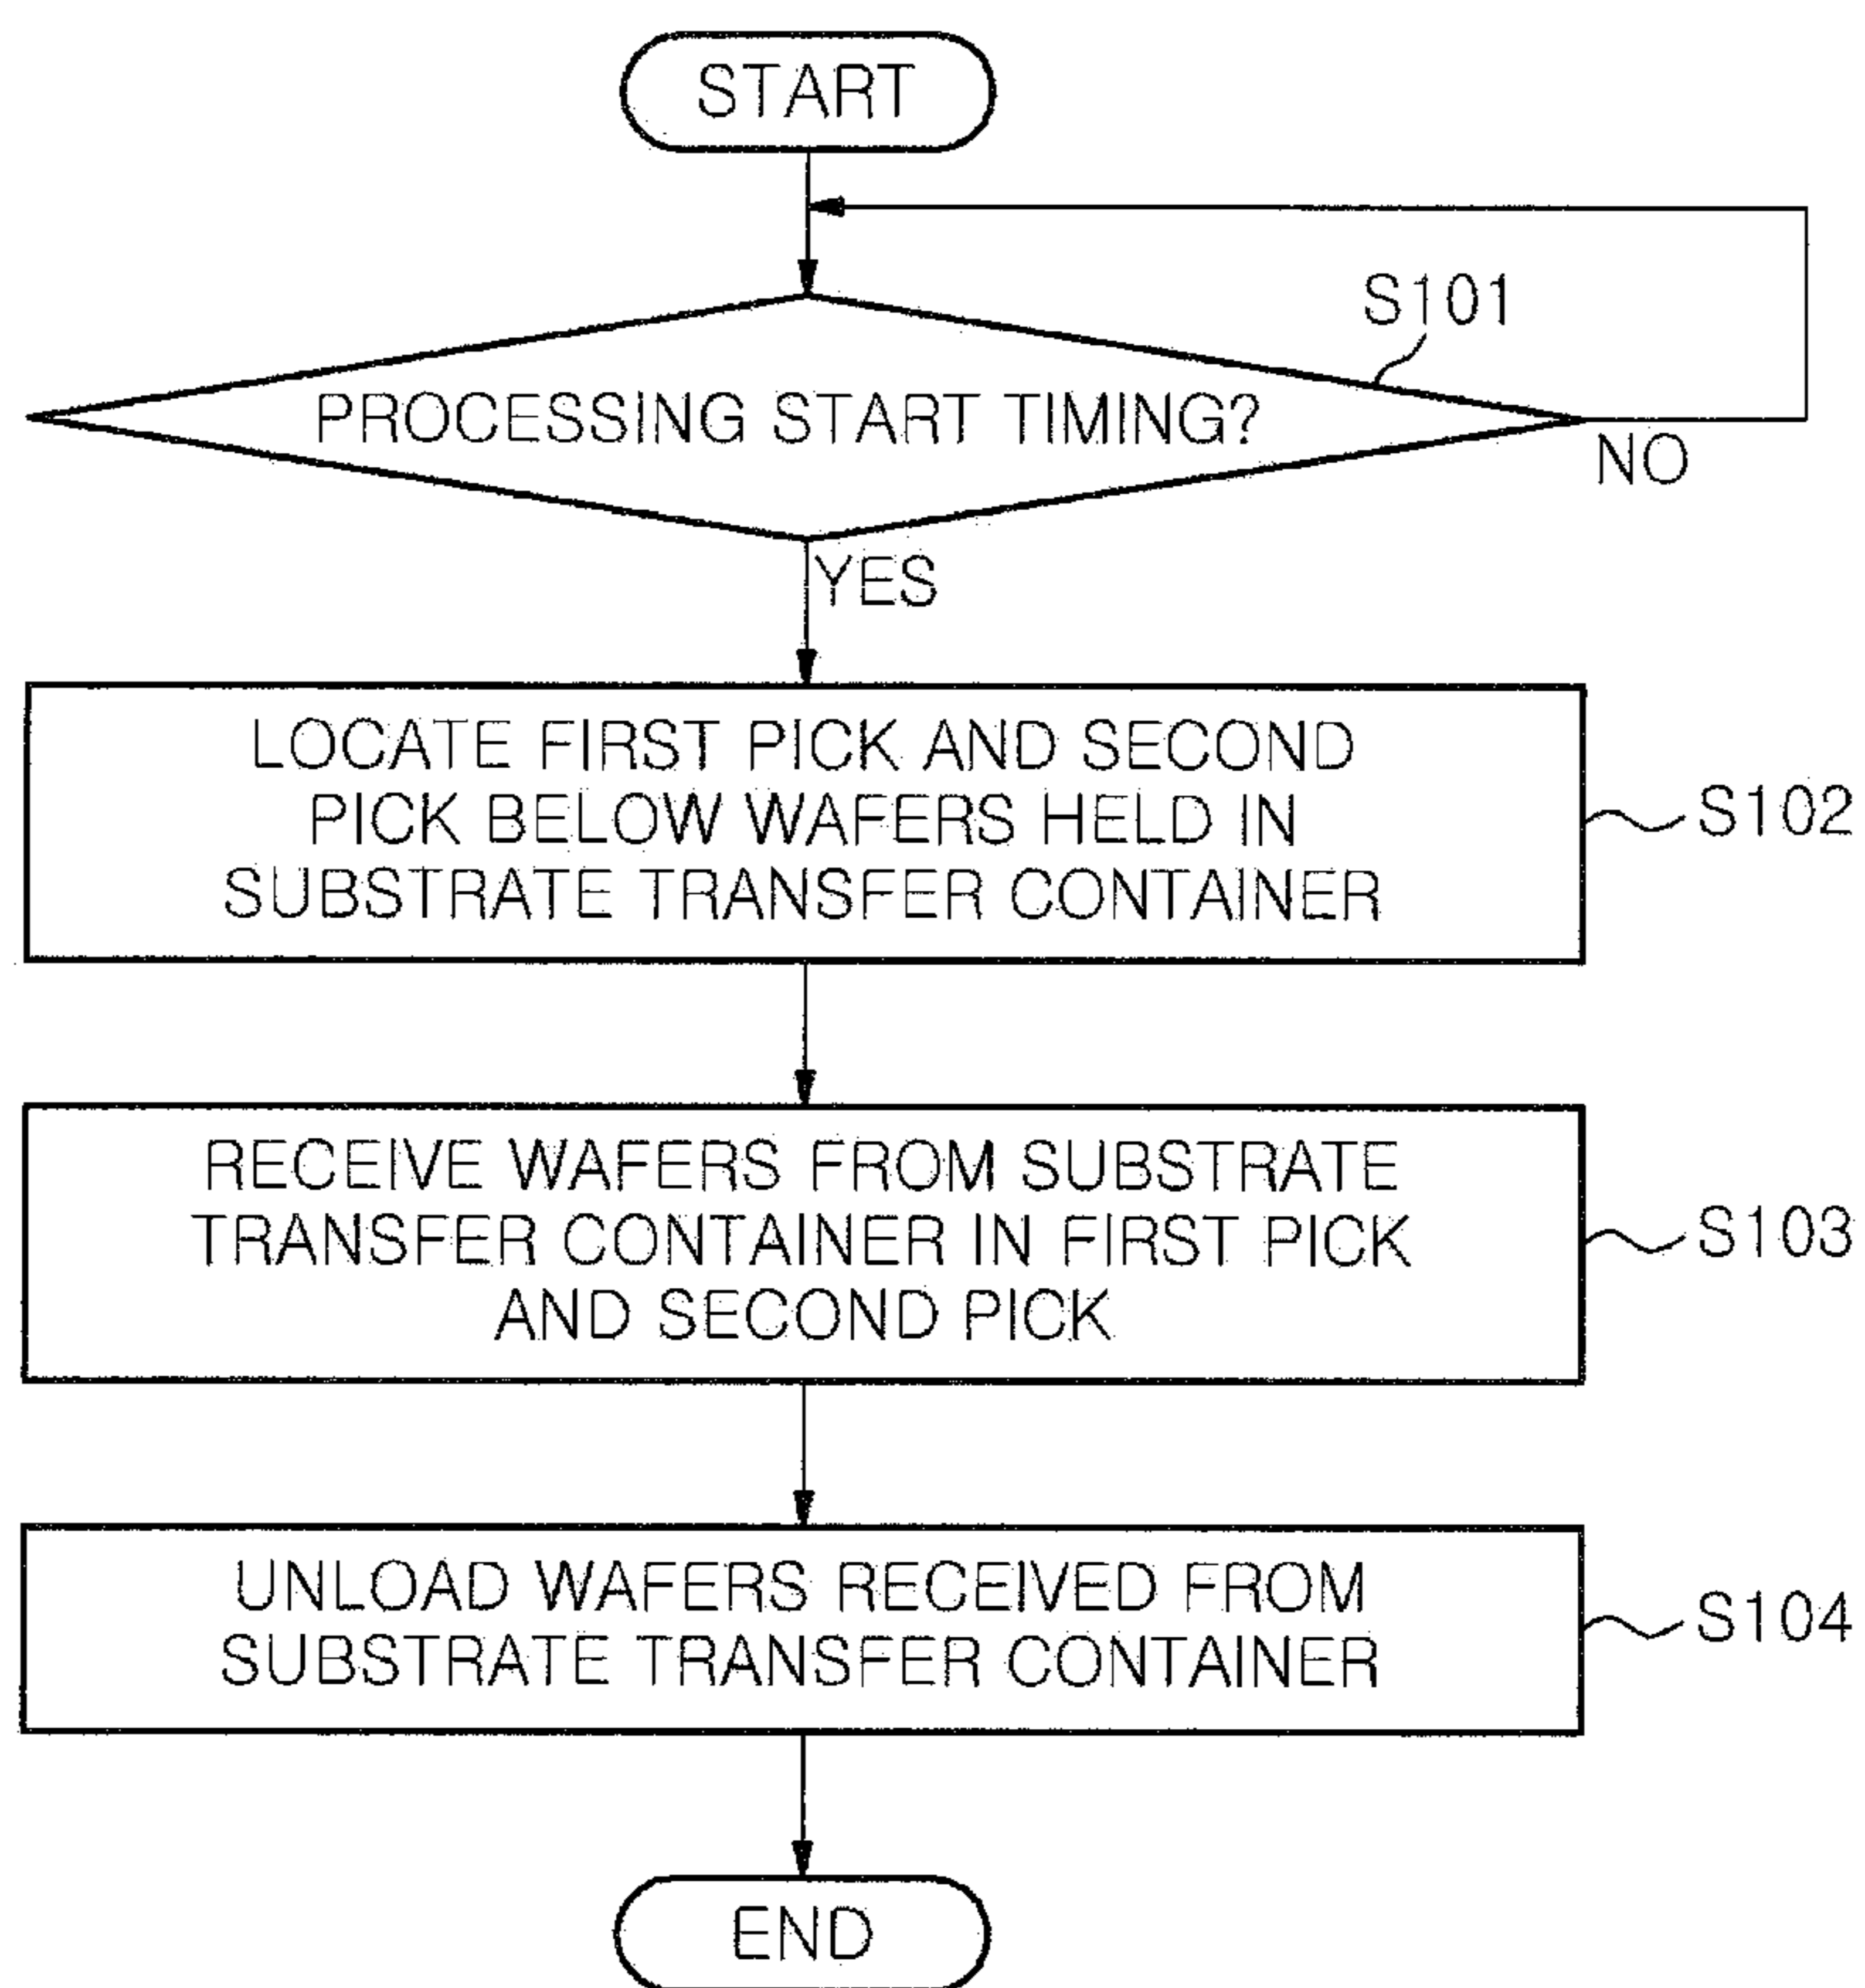 START
S101
PROCESSING START TIMING?
NO
YES
LOCATE FIRST PICK AND SECOND
PICK BELOW WAFERS HELD IN
SUBSTRATE TRANSFER CONTAINER
S102
RECEIVE WAFERS FROM SUBSTRATE
TRANSFER CONTAINER IN FIRST PICK
AND SECOND PICK
S103
UNLOAD WAFERS RECEIVED FROM
SUBSTRATE TRANSFER CONTAINER
S104
END